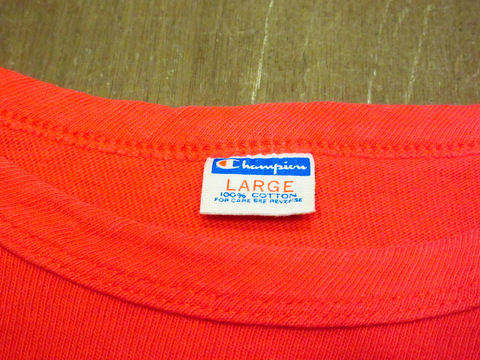 Champion
LARGE
100% COTTON
FOR CARE SEE REVERSE